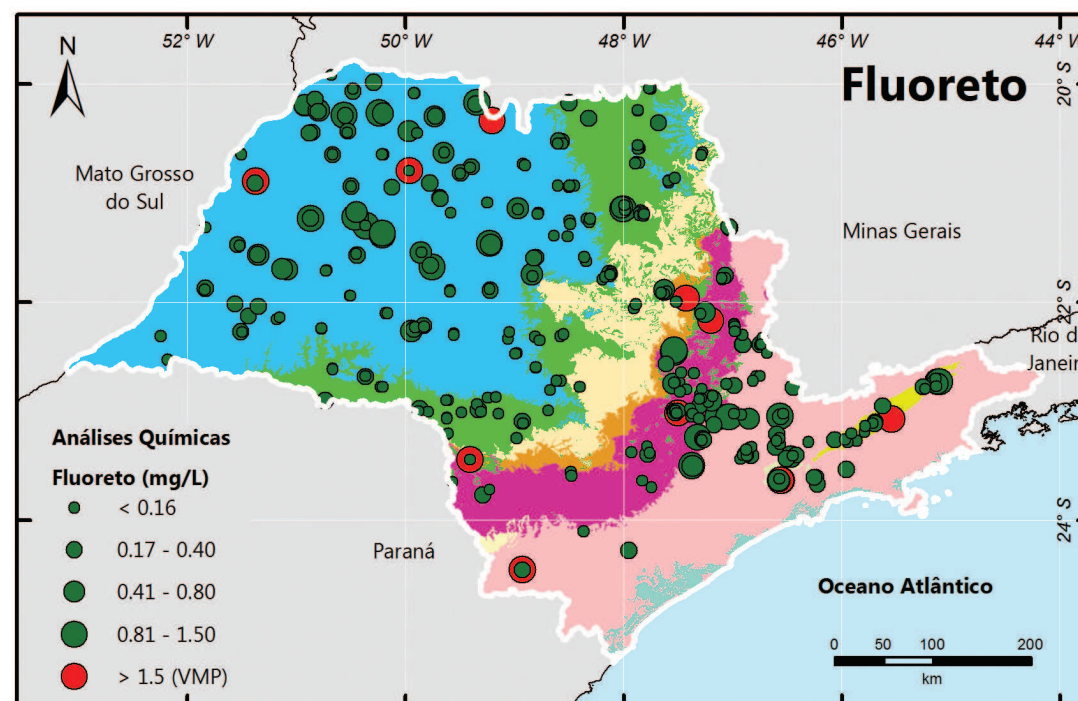 52° W
50° W
48° W
46° W
N
Fluoreto
20° S
Mato Grosso
do Sul
Minas Gerais
22° S
Rio d
Janeir
Análises Químicas
Fluoreto (mg/L)
< 0.16
0.17 - 0.40
0.41 - 0.80
0.81 - 1.50
> 1.5 (VMP)
Paraná
24° S
Oceano Atlântico
0 50 100 200
km